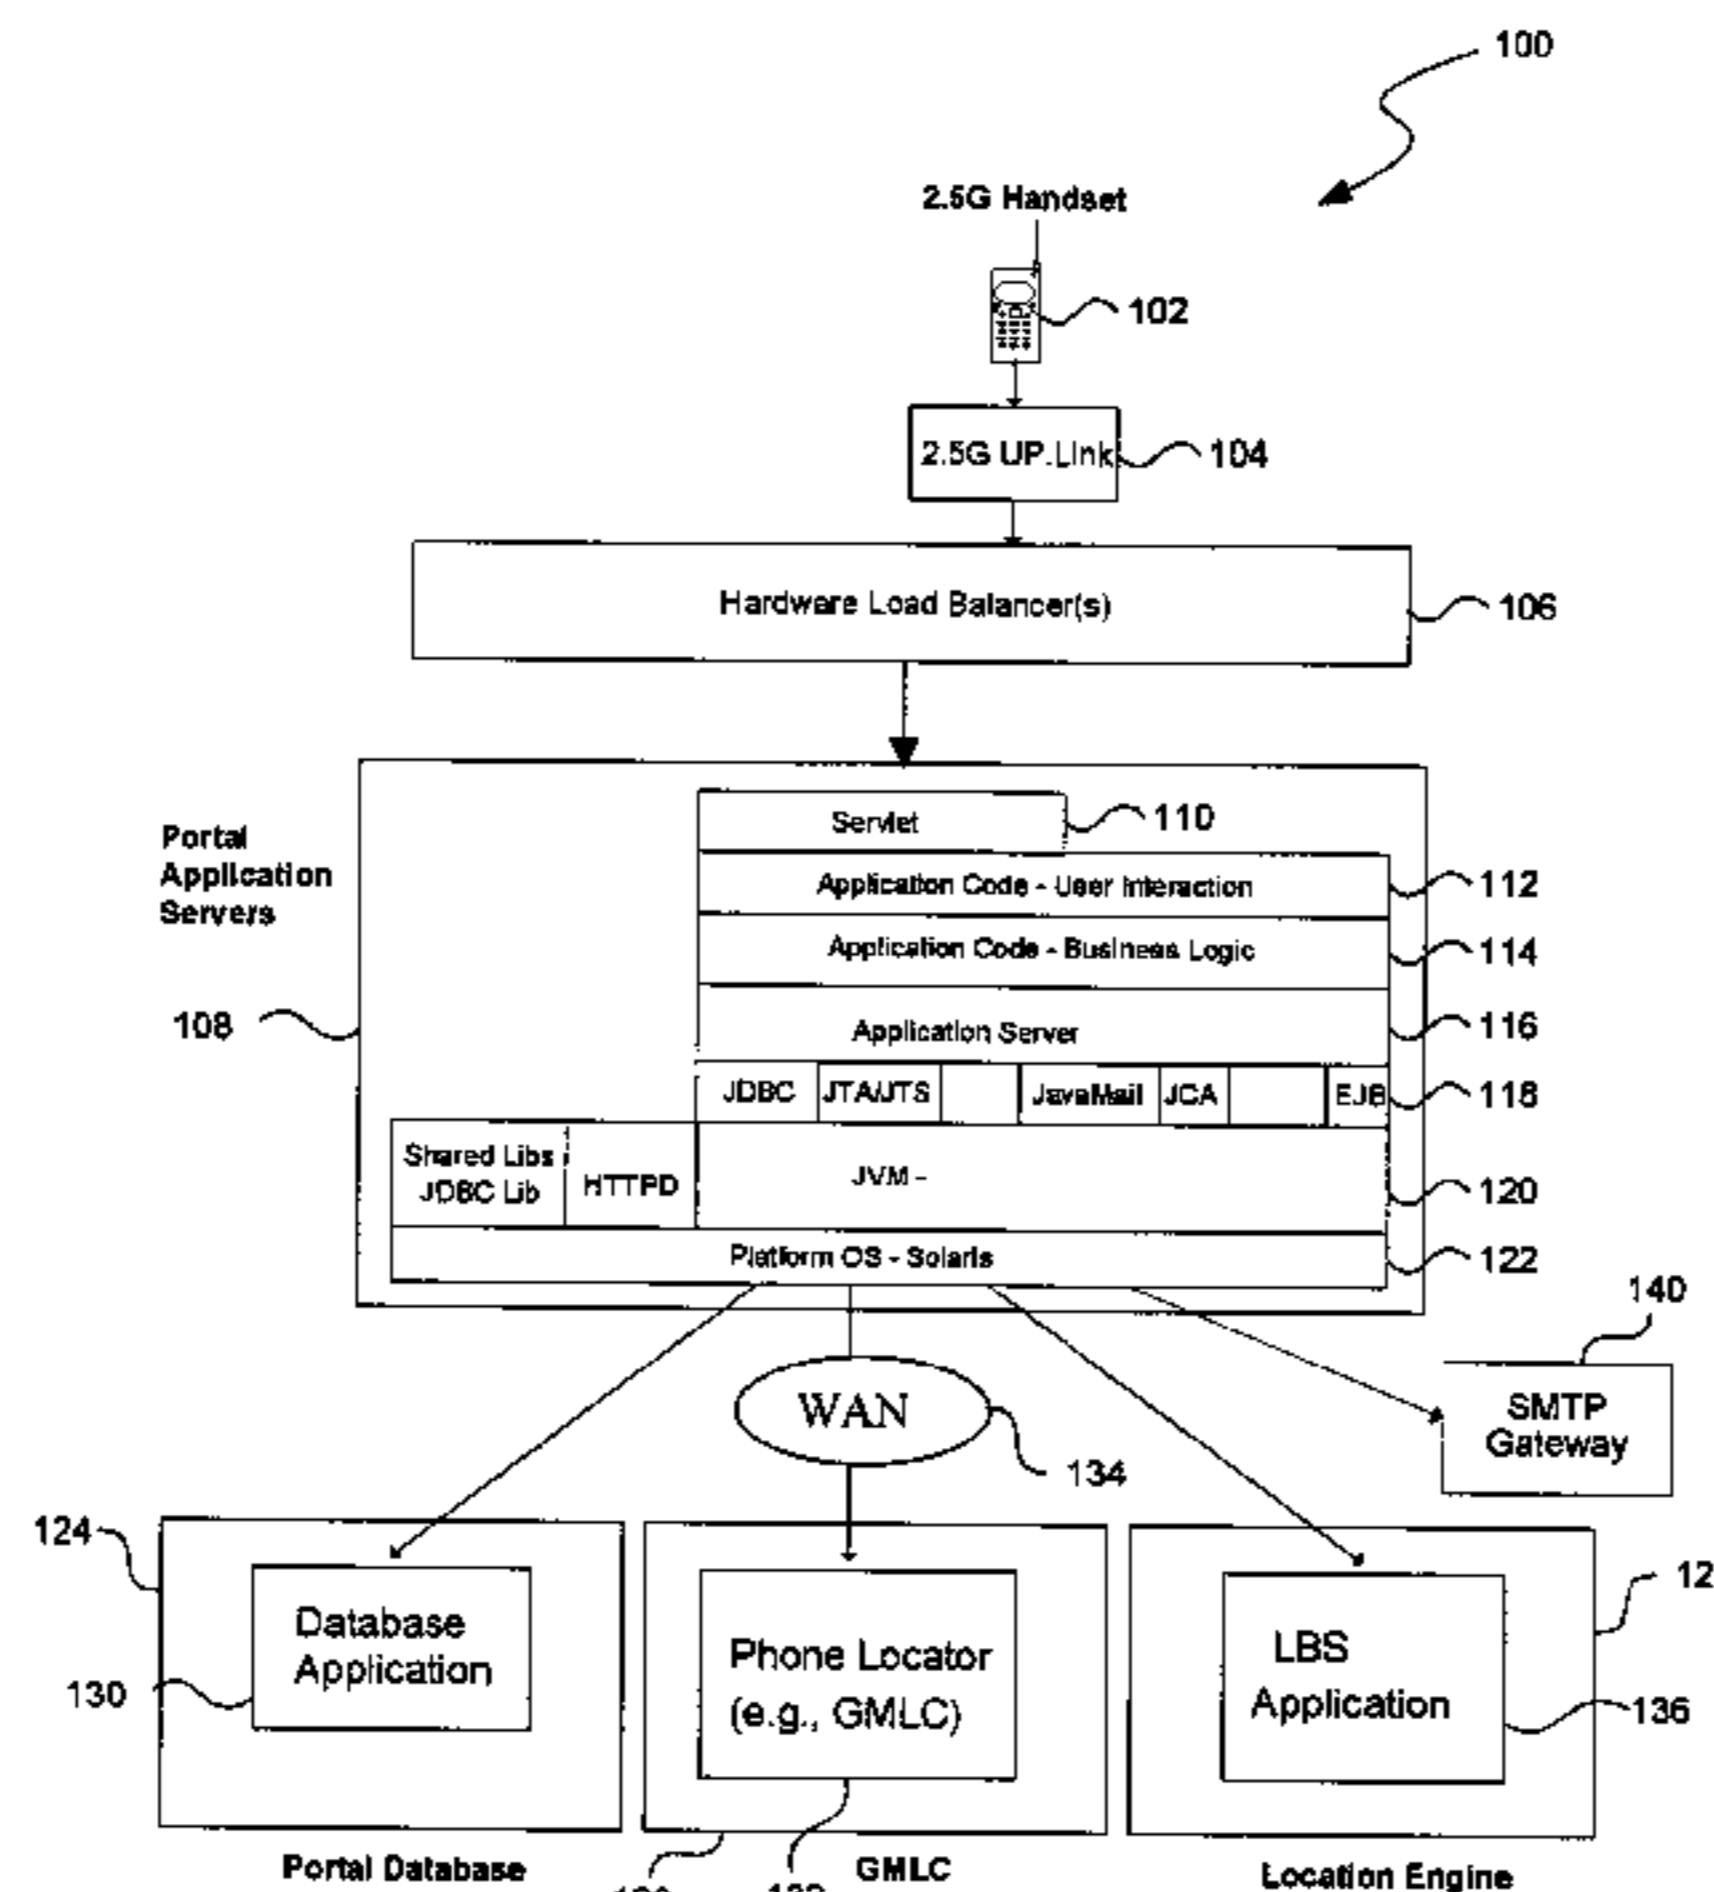 100
2.5G Handset
102
2.5G UP.Link
104
Hardware Load Balancer(s)
106
Portal
Application
Servers
108
Servlet
110
Application Code - User Interaction
112
Application Code - Business Logic
114
Application Server
116
JDBC JTA/JTS JavaMail JCA EJB
118
Shared Libs
JDBC Lib
HTTPD
JVM -
120
Platform OS - Solaris
122
140
SMTP
Gateway
WAN
134
124
Database
Application
130
Phone Locator
(e.g., GMLC)
LBS
Application
12
136
Portal Database
GMLC
Location Engine